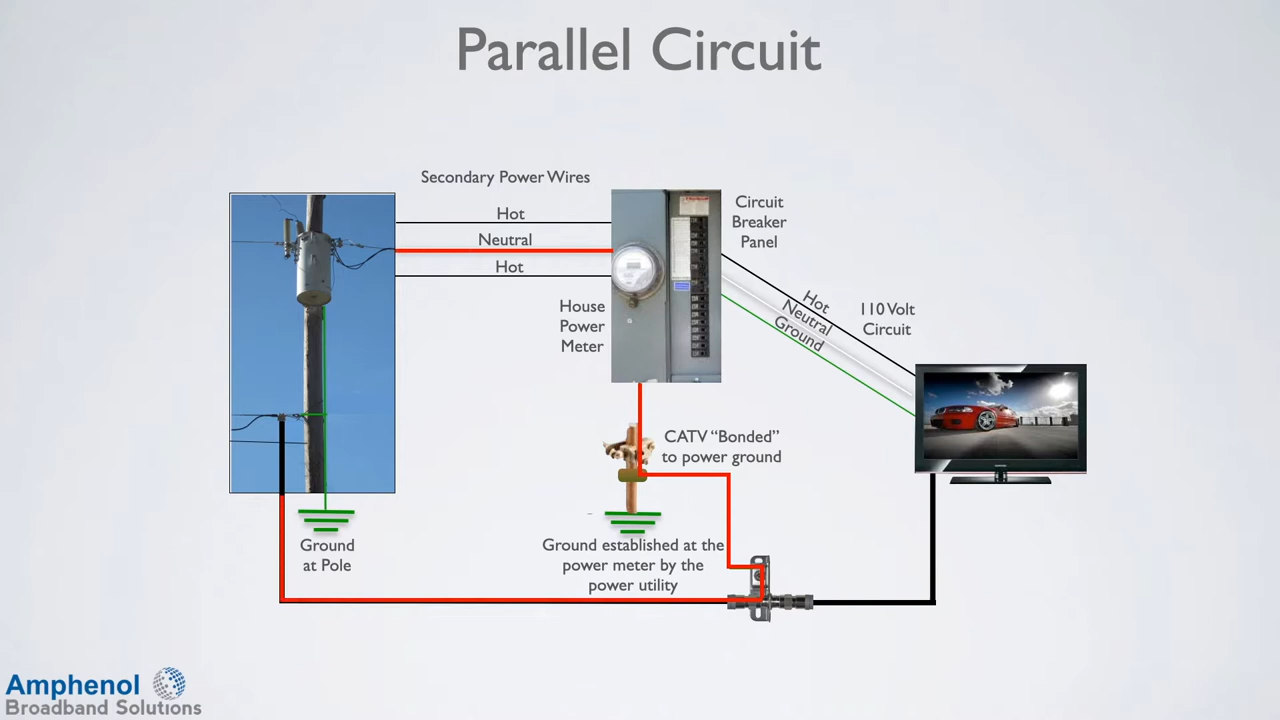 Parallel Circuit
Secondary Power Wires
Hot
Neutral
Hot
Circuit
Breaker
Panel
House
Power
Meter
Hot
Neutral
Ground
110 Volt
Circuit
CATV “Bonded”
to power ground
Ground
at Pole
Ground established at the
power meter by the
power utility
Amphenol
Broadband Solutions